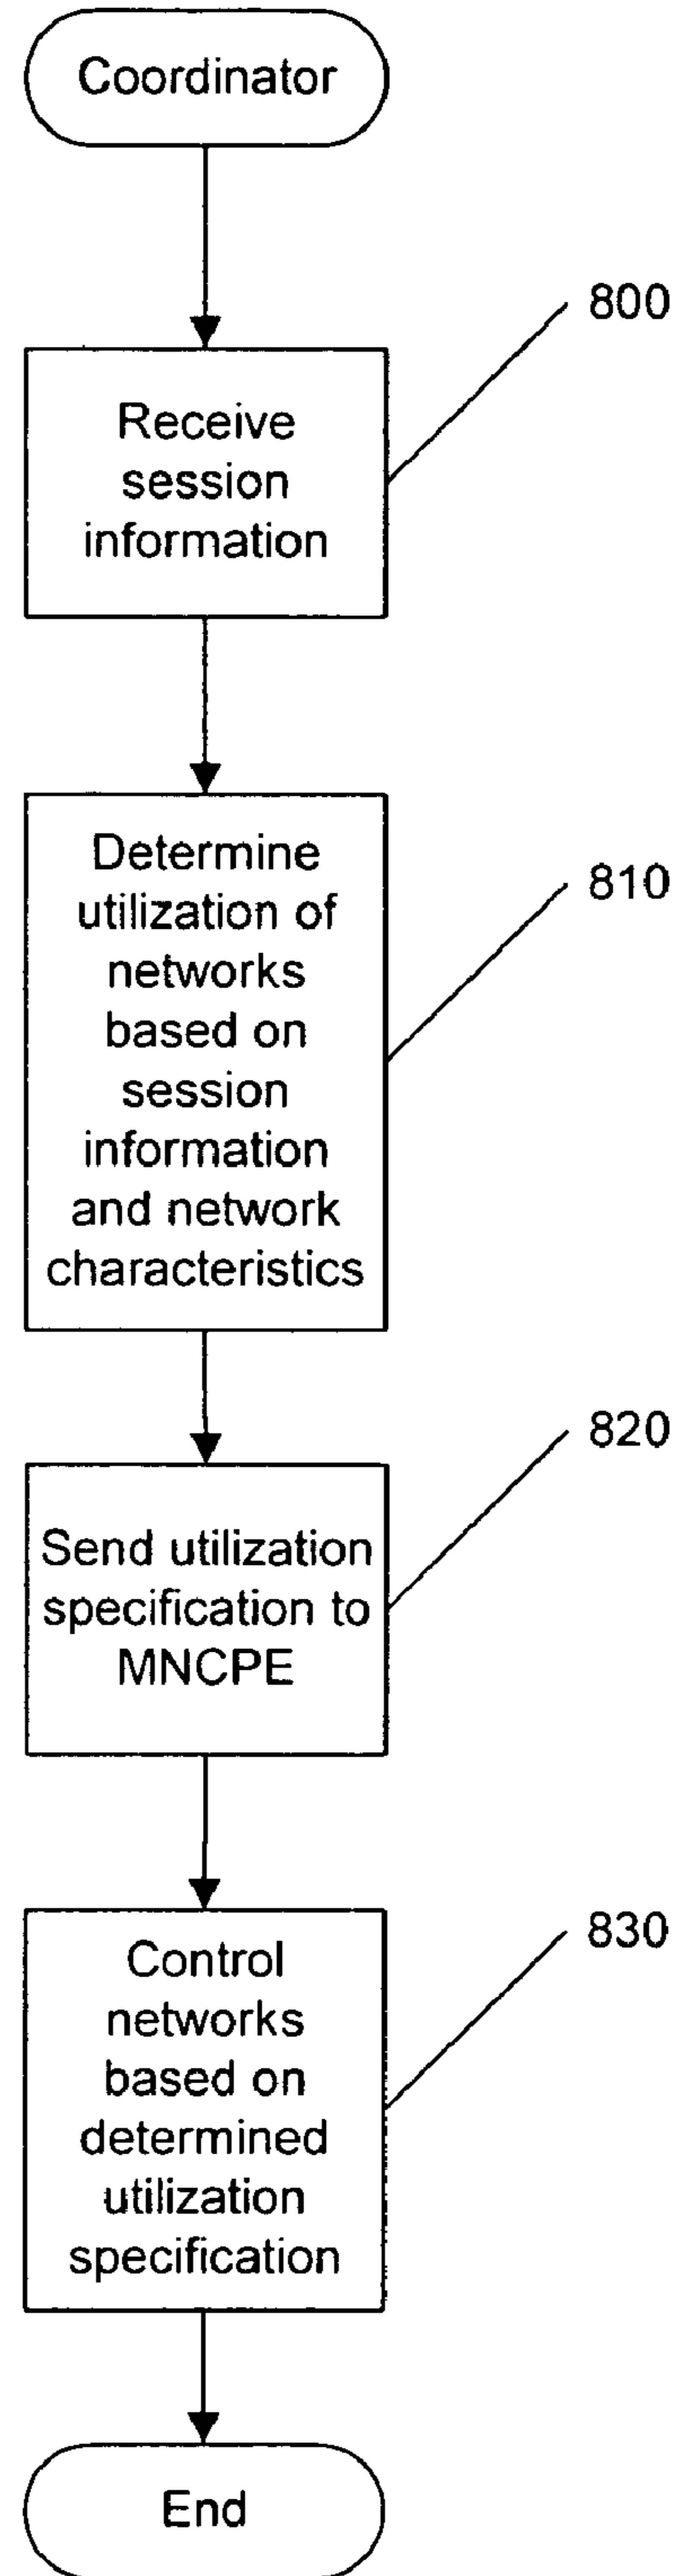 Coordinator
800
Receive
session
information
810
Determine
utilization of
networks
based on
session
information
and network
characteristics
820
Send utilization
specification to
MNCPE
830
Control
networks
based on
determined
utilization
specification
End